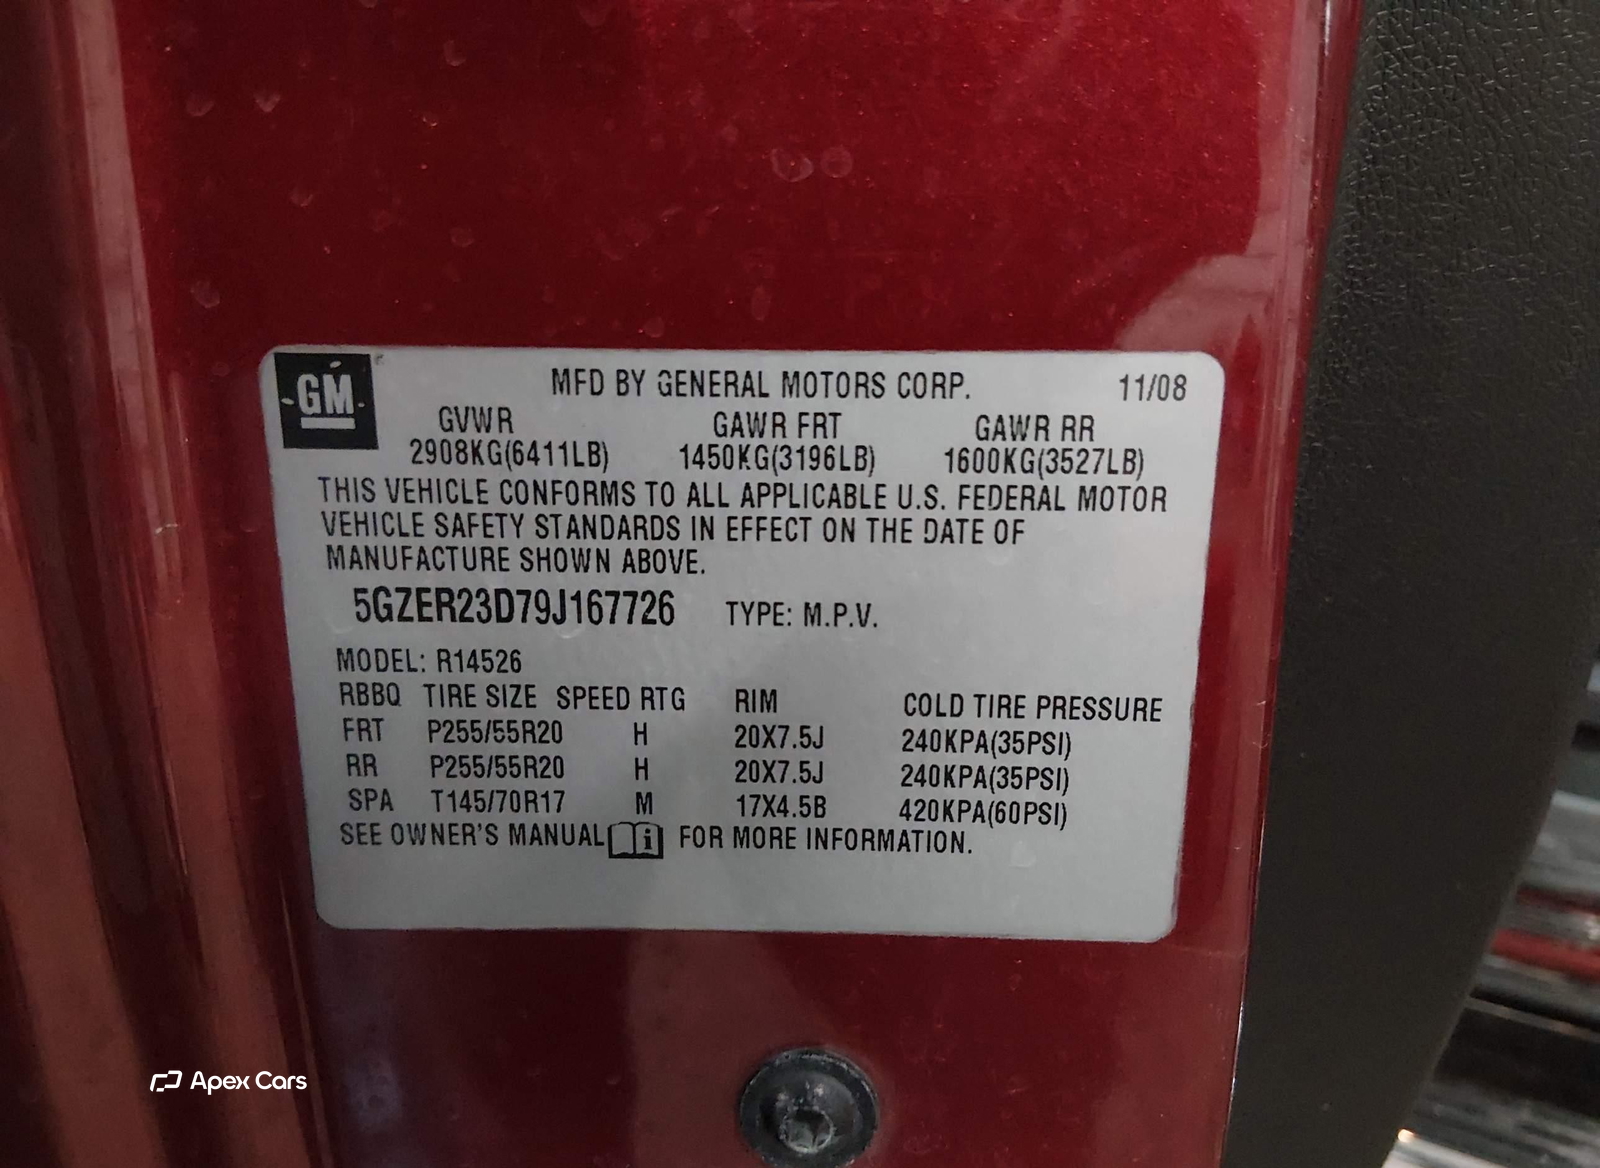 GM
MFD BY GENERAL MOTORS CORP. 11/08
GVWR GAWR FRT GAWR RR
2908KG(6411LB) 1450KG(3196LB) 1600KG(3527LB)
THIS VEHICLE CONFORMS TO ALL APPLICABLE U.S. FEDERAL MOTOR
VEHICLE SAFETY STANDARDS IN EFFECT ON THE DATE OF
MANUFACTURE SHOWN ABOVE.
5GZER23D79J167726 TYPE: M.P.V.
MODEL: R14526
RBBQ TIRE SIZE SPEED RTG RIM COLD TIRE PRESSURE
FRT P255/55R20 H 20X7.5J 240KPA(35PSI)
RR P255/55R20 H 20X7.5J 240KPA(35PSI)
SPA T145/70R17 M 17X4.5B 420KPA(60PSI)
SEE OWNER'S MANUAL i FOR MORE INFORMATION.
Apex Cars